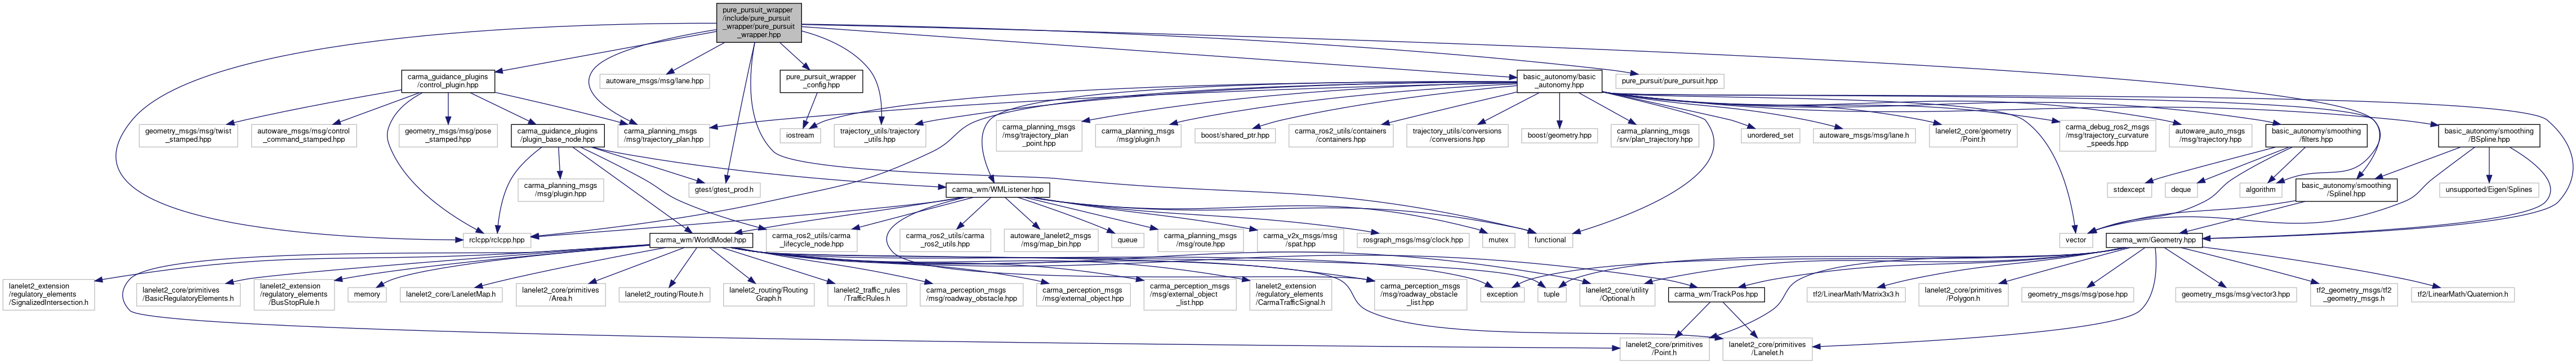 pure_pursuit_wrapper
/include/pure_pursuit
_wrapper/pure_pursuit
_wrapper.hpp
carma_guidance_plugins
/control_plugin.hpp
autoware_msgs/msg/lane.hpp
pure_pursuit_wrapper
_config.hpp
basic_autonomy/basic
_autonomy.hpp
pure_pursuit/pure_pursuit.hpp
geometry_msgs/msg/twist
_stamped.hpp
autoware_msgs/msg/control
_command_stamped.hpp
geometry_msgs/msg/pose
_stamped.hpp
carma_guidance_plugins
/plugin_base_node.hpp
carma_planning_msgs
/msg/trajectory_plan.hpp
iostream
trajectory_utils/trajectory
_utils.hpp
carma_planning_msgs
/msg/trajectory_plan
_point.hpp
carma_planning_msgs
/msg/plugin.h
boost/shared_ptr.hpp
carma_ros2_utils/containers
/containers.hpp
trajectory_utils/conversions
/conversions.hpp
boost/geometry.hpp
carma_planning_msgs
/srv/plan_trajectory.hpp
unordered_set
autoware_msgs/msg/lane.h
lanelet2_core/geometry
/Point.h
carma_debug_ros2_msgs
/msg/trajectory_curvature
_speeds.hpp
autoware_auto_msgs
/msg/trajectory.hpp
basic_autonomy/smoothing
/filters.hpp
basic_autonomy/smoothing
/BSpline.hpp
carma_planning_msgs
/msg/plugin.hpp
gtest/gtest_prod.h
carma_wm/WMListener.hpp
stdexcept
deque
algorithm
basic_autonomy/smoothing
/SplineI.hpp
unsupported/Eigen/Splines
rclcpp/rclcpp.hpp
carma_wm/WorldModel.hpp
carma_ros2_utils/carma
_lifecycle_node.hpp
carma_ros2_utils/carma
_ros2_utils.hpp
autoware_lanelet2_msgs
/msg/map_bin.hpp
queue
carma_planning_msgs
/msg/route.hpp
carma_v2x_msgs/msg
/spat.hpp
rosgraph_msgs/msg/clock.hpp
mutex
functional
vector
carma_wm/Geometry.hpp
lanelet2_extension
/regulatory_elements
/SignalizedIntersection.h
lanelet2_core/primitives
/BasicRegulatoryElements.h
lanelet2_extension
/regulatory_elements
/BusStopRule.h
memory
lanelet2_core/LaneletMap.h
lanelet2_core/primitives
/Area.h
lanelet2_routing/Route.h
lanelet2_routing/Routing
Graph.h
lanelet2_traffic_rules
/TrafficRules.h
carma_perception_msgs
/msg/roadway_obstacle.hpp
carma_perception_msgs
/msg/external_object.hpp
carma_perception_msgs
/msg/external_object
_list.hpp
lanelet2_extension
/regulatory_elements
/CarmaTrafficSignal.h
carma_perception_msgs
/msg/roadway_obstacle
_list.hpp
exception
tuple
lanelet2_core/utility
/Optional.h
carma_wm/TrackPos.hpp
tf2/LinearMath/Matrix3x3.h
lanelet2_core/primitives
/Polygon.h
geometry_msgs/msg/pose.hpp
geometry_msgs/msg/vector3.hpp
tf2_geometry_msgs/tf2
_geometry_msgs.h
tf2/LinearMath/Quaternion.h
lanelet2_core/primitives
/Point.h
lanelet2_core/primitives
/Lanelet.h